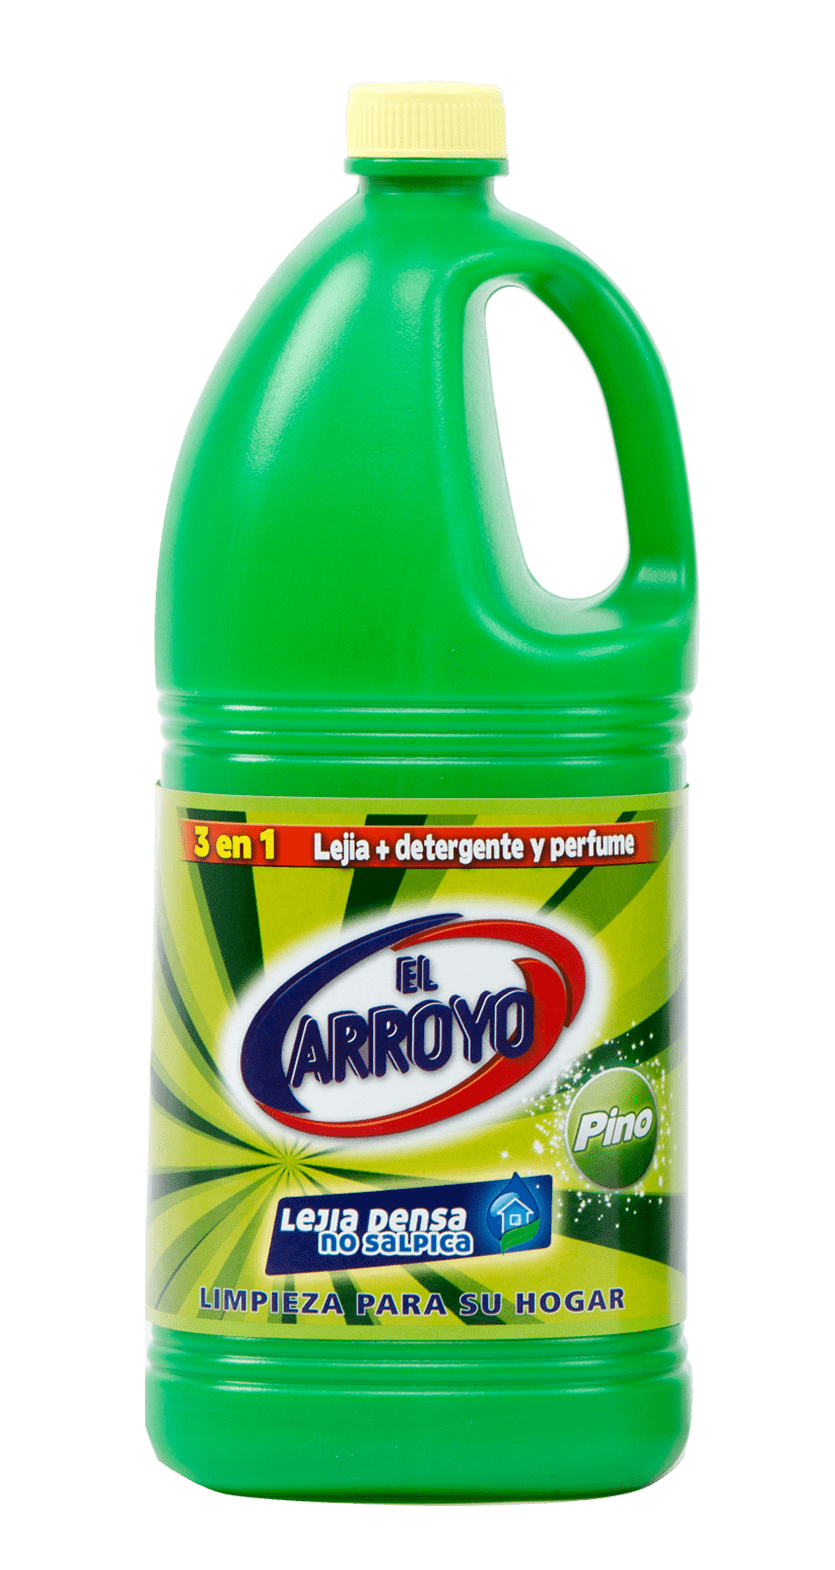 3 en 1 Lejia + detergente y perfume
EL
ARROYO
Pino
Lejia Densa
no salpica
LIMPIEZA PARA SU HOGAR